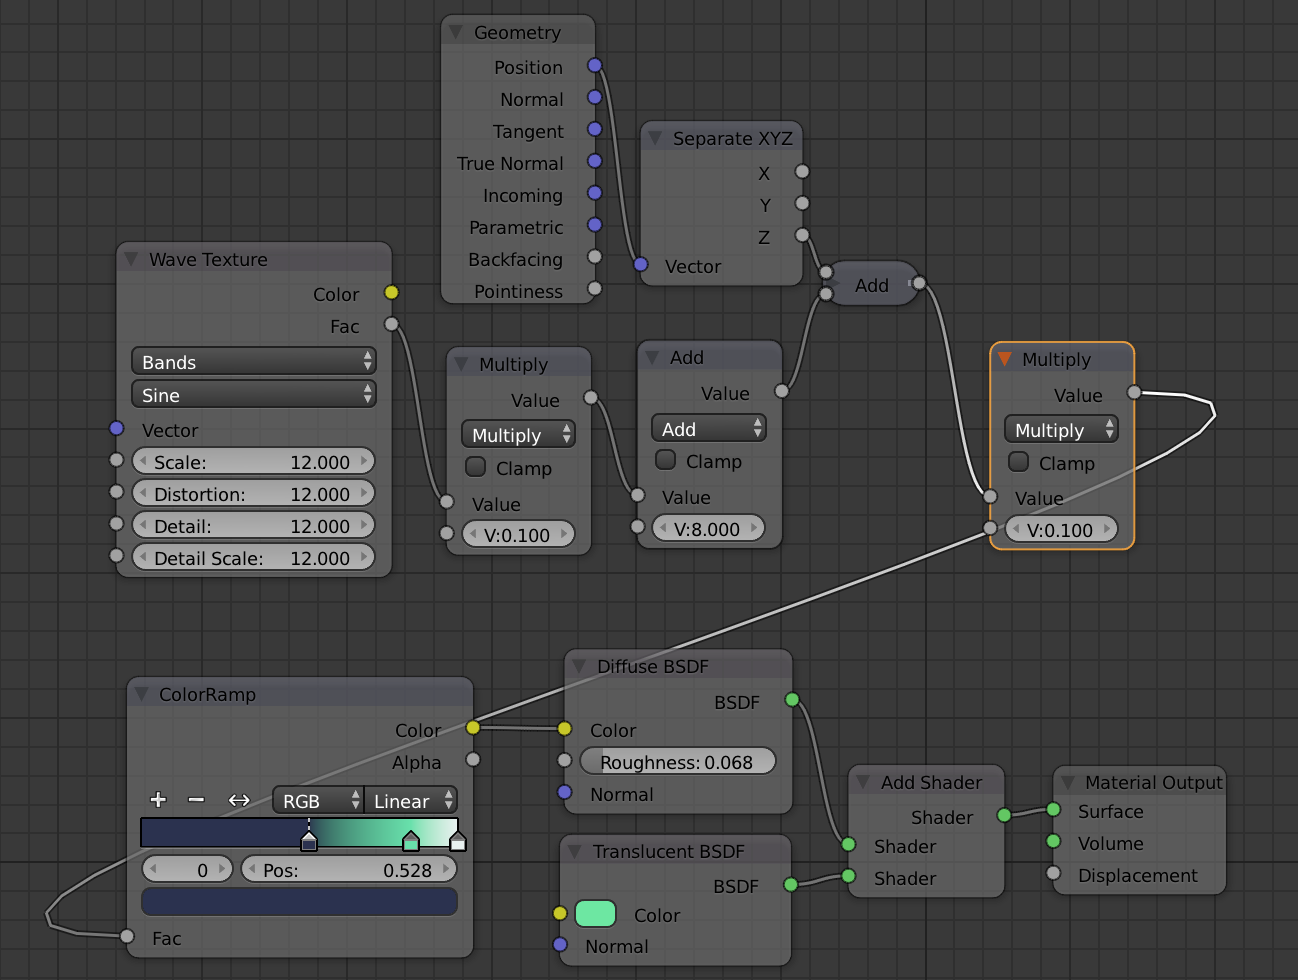 Geometry
Position
Normal
Tangent
True Normal
Incoming
Parametric
Backfacing
Pointiness
Separate XYZ
X
Y
Z
Vector
Wave Texture
Color
Fac
Bands
Sine
Vector
Scale: 12.000
Distortion: 12.000
Detail: 12.000
Detail Scale: 12.000
Multiply
Value
Multiply
Clamp
Value
V:0.100
Add
Value
Add
Clamp
Value
V:8.000
Add
Multiply
Value
Multiply
Clamp
Value
V:0.100
ColorRamp
Color
Alpha
RGB Linear
0 Pos: 0.528
Fac
Diffuse BSDF
BSDF
Color
Roughness: 0.068
Normal
Translucent BSDF
BSDF
Color
Normal
Add Shader
Shader
Shader
Shader
Material Output
Surface
Volume
Displacement